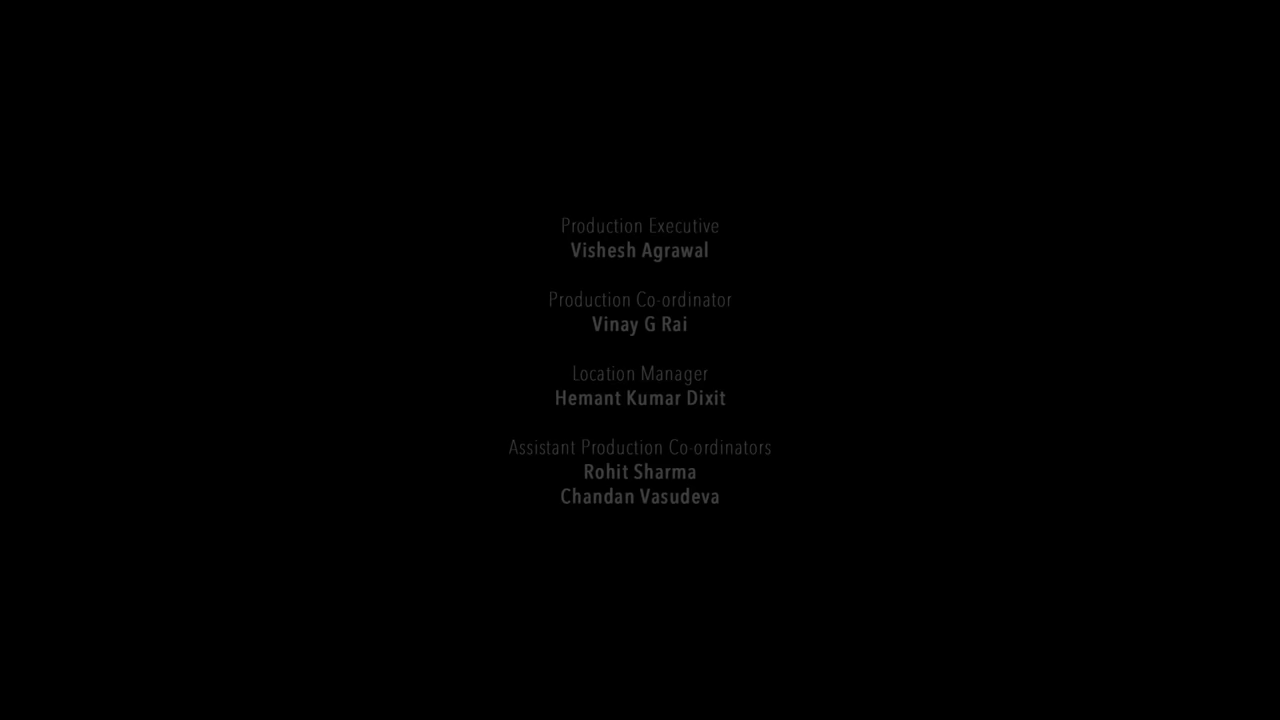 Production Executive
Vishesh Agrawal
Production Co-ordinator
Vinay G Rai
Location Manager
Hemant Kumar Dixit
Assistant Production Co-ordinators
Rohit Sharma
Chandan Vasudeva